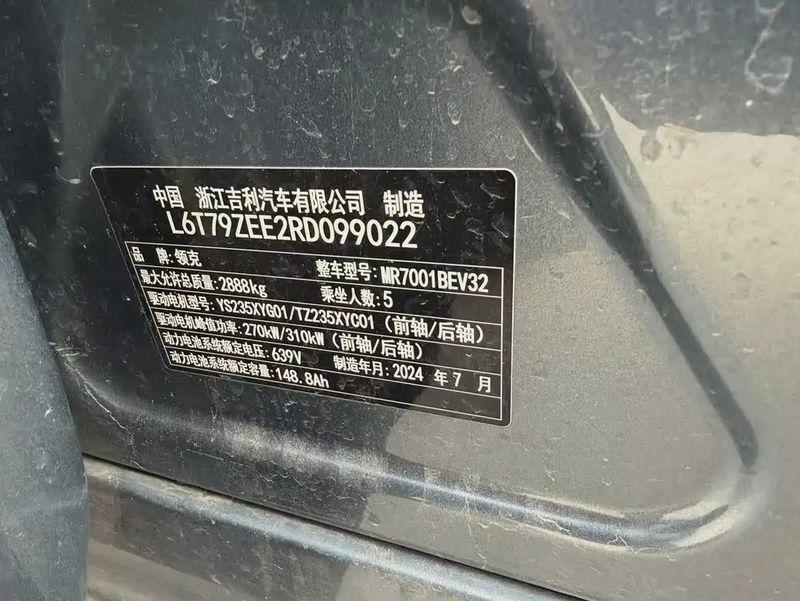 中国 浙江吉利汽车有限公司 制造
L6T79ZEE2RD099022
品 牌:领克 整车型号:MR7001BEV32
最大允许总质量:2888kg 乘坐人数:5
驱动电机型号:YS235XYG01/TZ235XYC01(前轴/后轴)
驱动电机峰值功率:270kW/310kW(前轴/后轴)
动力电池系统额定电压:639V 制造年月:2024 年 7 月
动力电池系统额定容量:148.8Ah